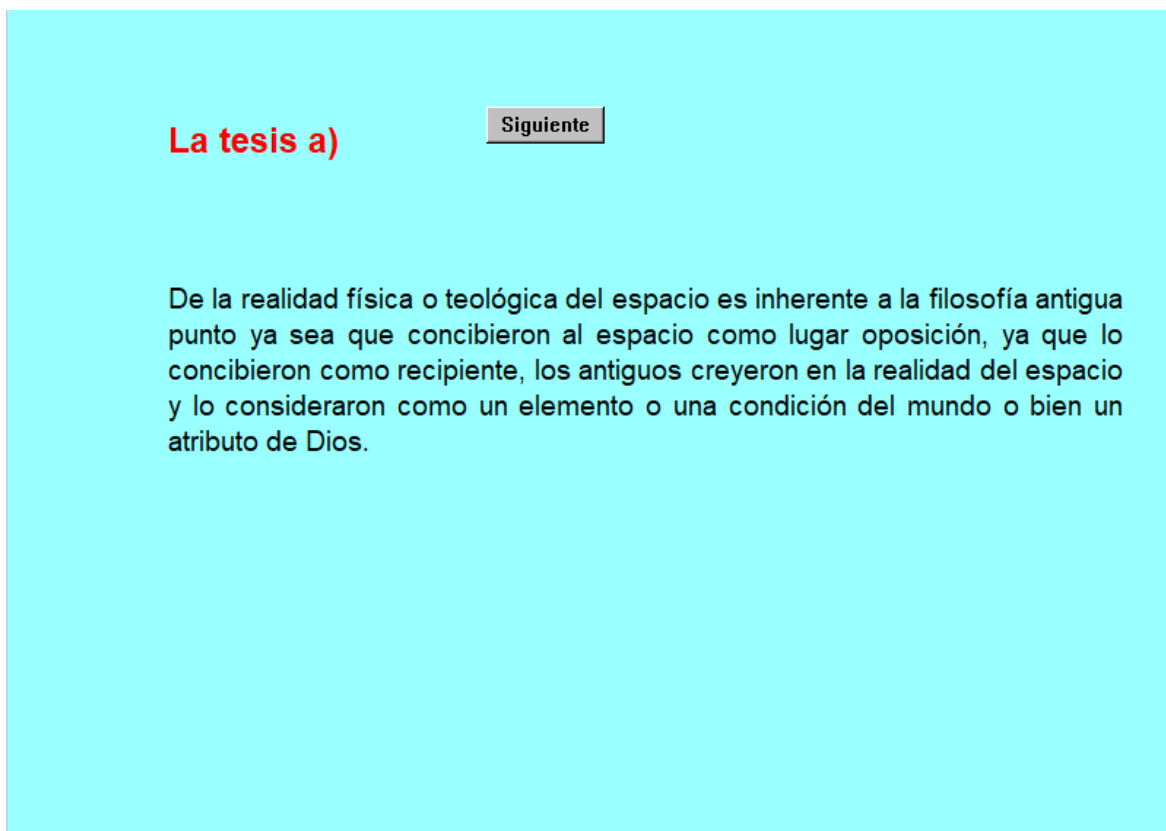 La tesis a)
Siguiente
De la realidad física o teológica del espacio es inherente a la filosofía antigua
punto ya sea que concibieron al espacio como lugar oposición, ya que lo
concibieron como recipiente, los antiguos creyeron en la realidad del espacio
y lo consideraron como un elemento o una condición del mundo o bien un
atributo de Dios.